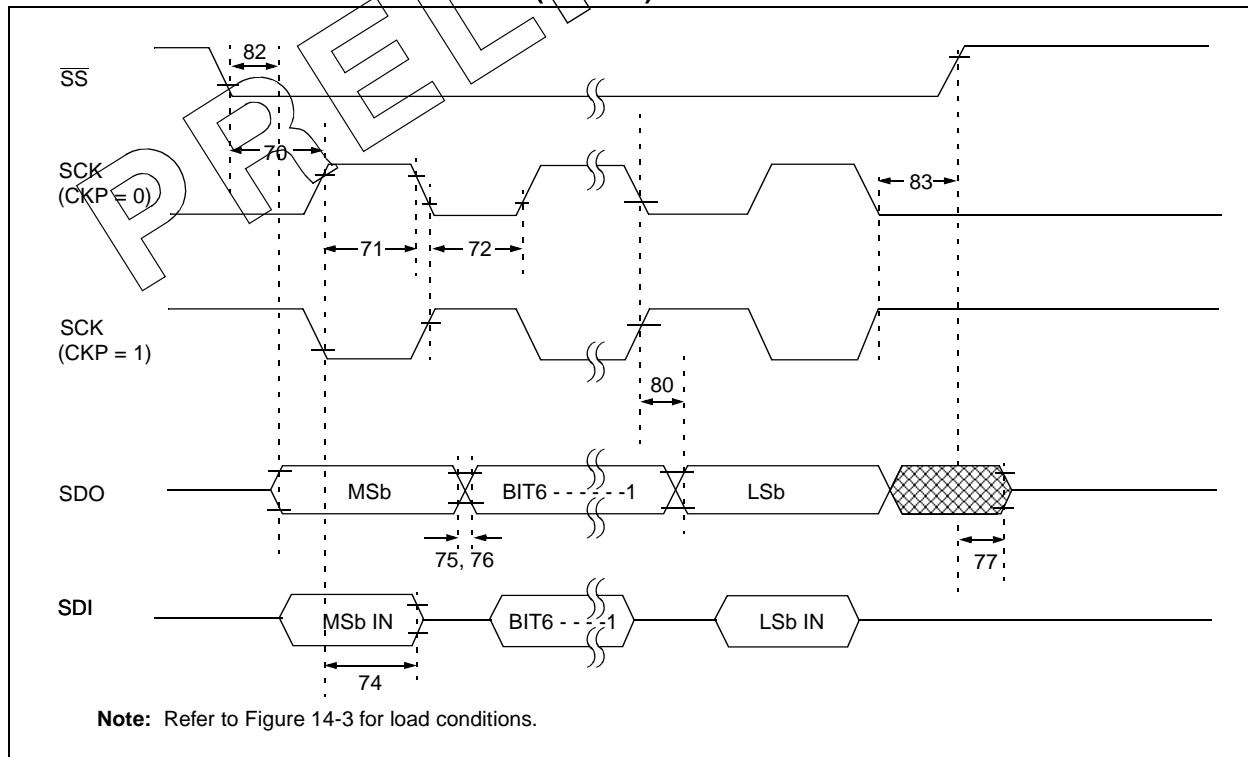 PREL
82
SS
70
SCK
(CKP = 0)
83
71
72
SCK
(CKP = 1)
80
SDO
MSb
BIT6 - - - - - -1
LSb
75, 76
77
SDI
MSb IN
BIT6 - - - -1
LSb IN
74
Note: Refer to Figure 14-3 for load conditions.